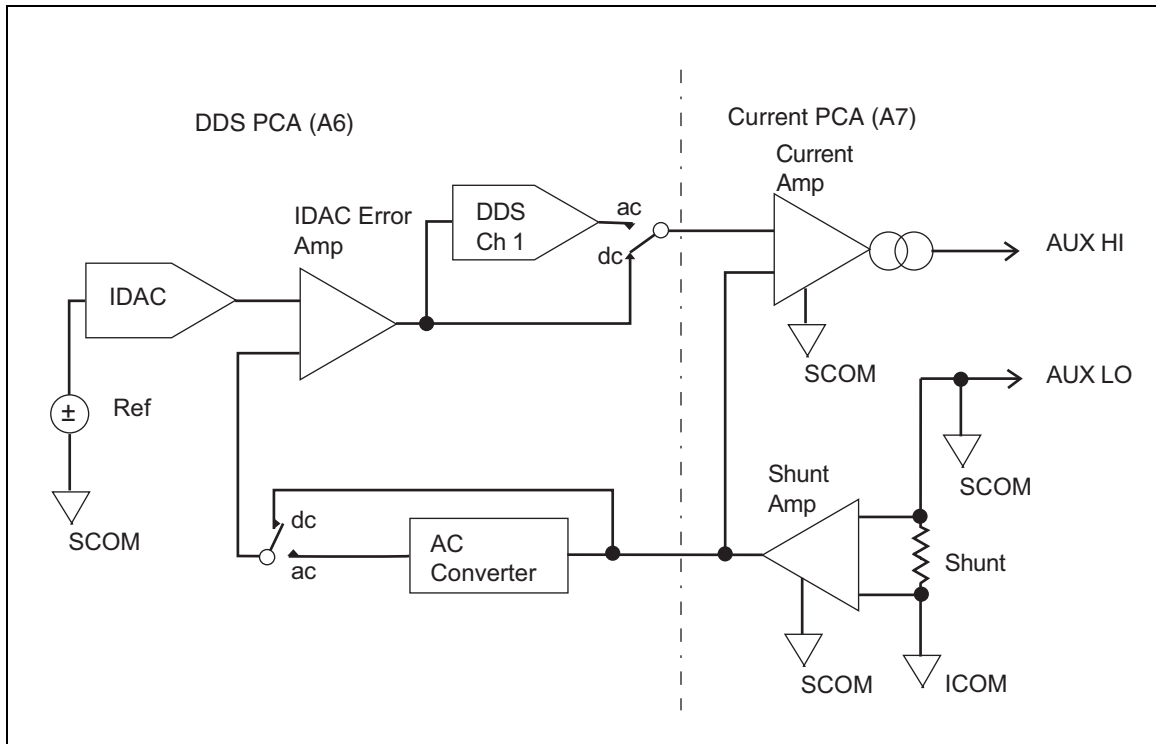 DDS PCA (A6)
Current PCA (A7)
Current
Amp
IDAC Error
Amp
DDS
Ch 1
ac
dc
AUX HI
IDAC
SCOM
AUX LO
±
Ref
Shunt
Amp
SCOM
SCOM
dc
ac
AC
Converter
Shunt
SCOM
ICOM